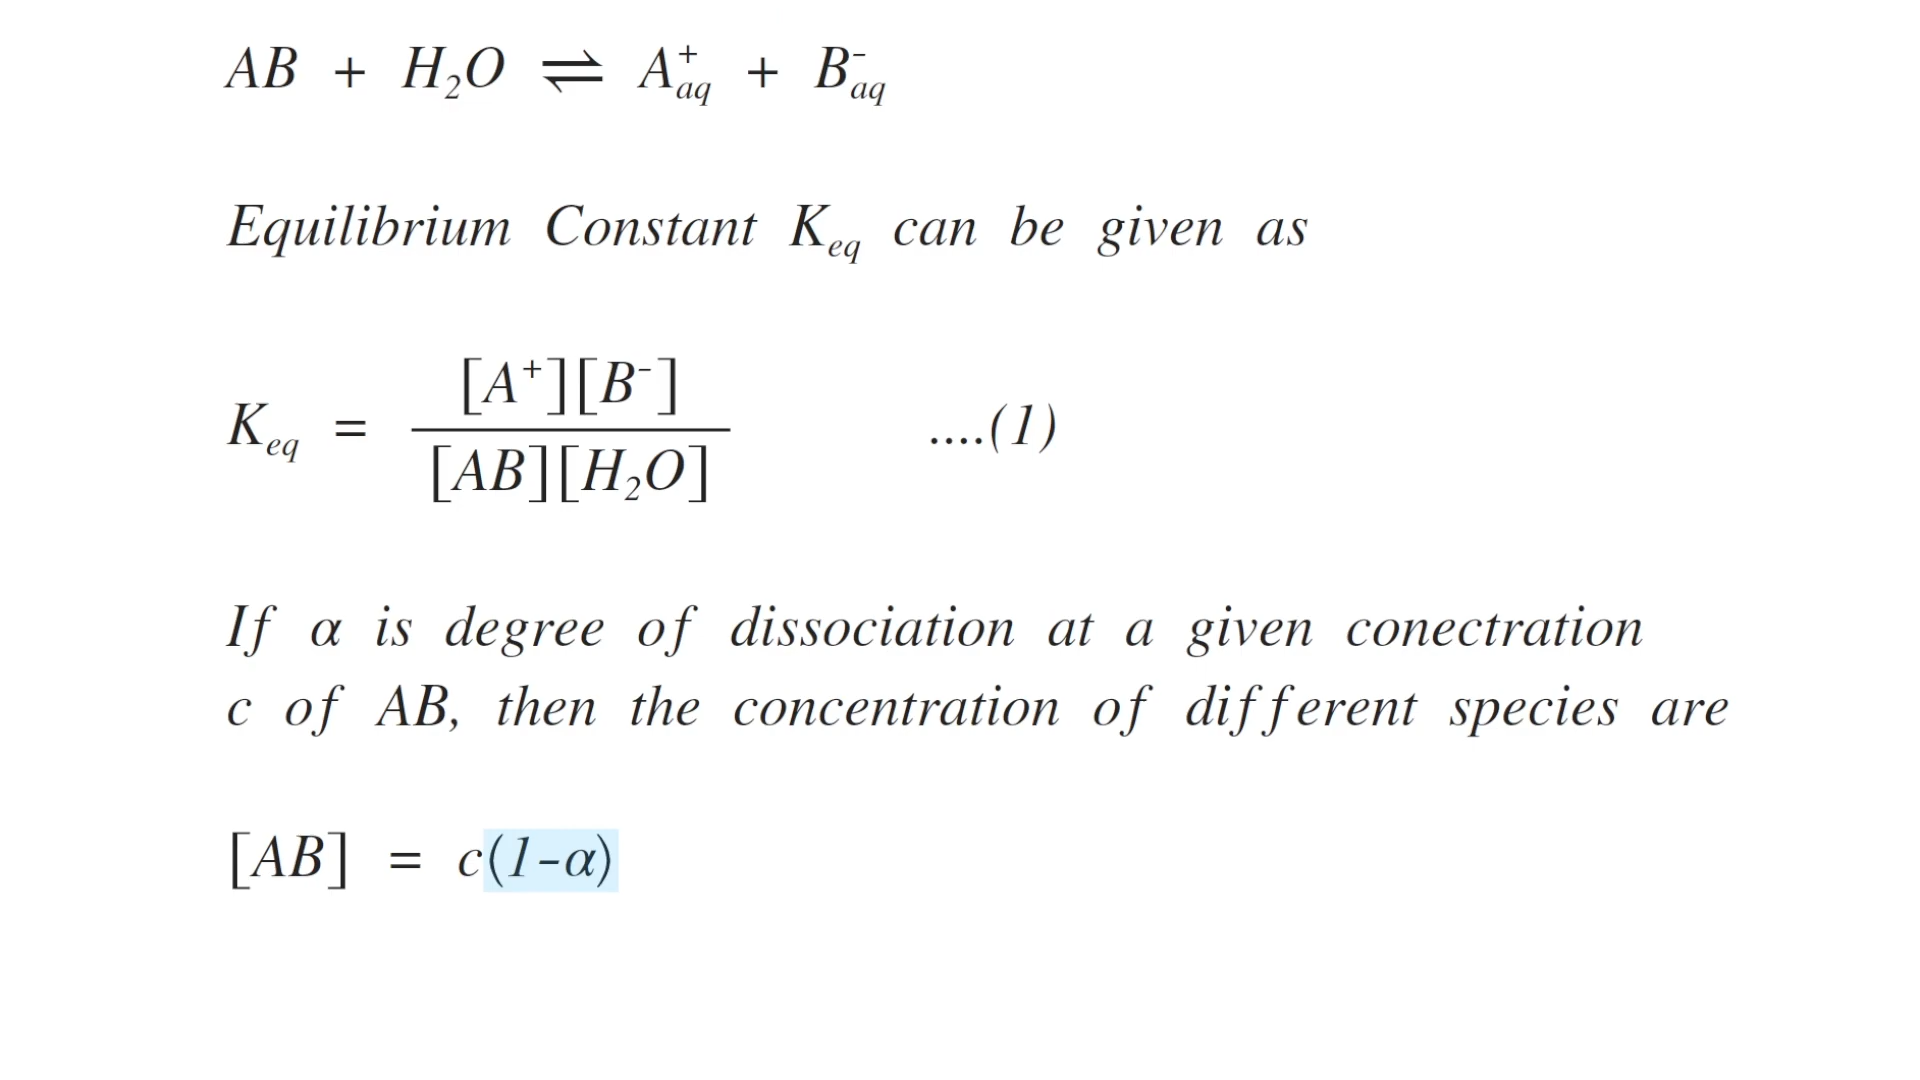 AB + H₂O ⇌ A⁺aq + B⁻aq
Equilibrium Constant Keq can be given as
Keq = [A⁺][B⁻] / [AB][H₂O] ....(1)
If α is degree of dissociation at a given conectration
c of AB, then the concentration of different species are
[AB] = c(1-α)